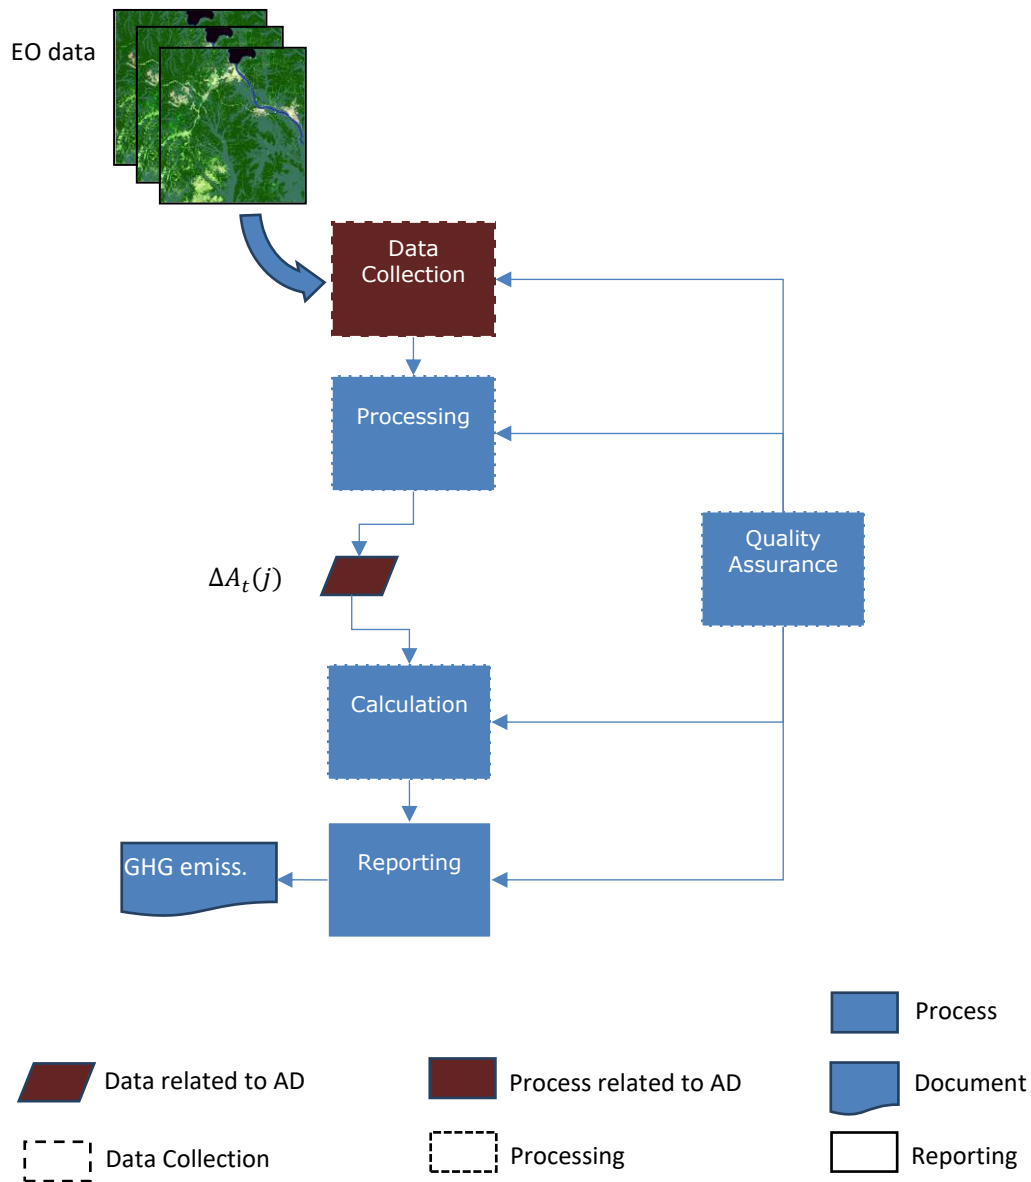 EO data
Data
Collection
Processing
Quality
Assurance
ΔAₜ(j)
Calculation
Reporting
GHG emiss.
Process
Data related to AD
Process related to AD
Document
Data Collection
Processing
Reporting